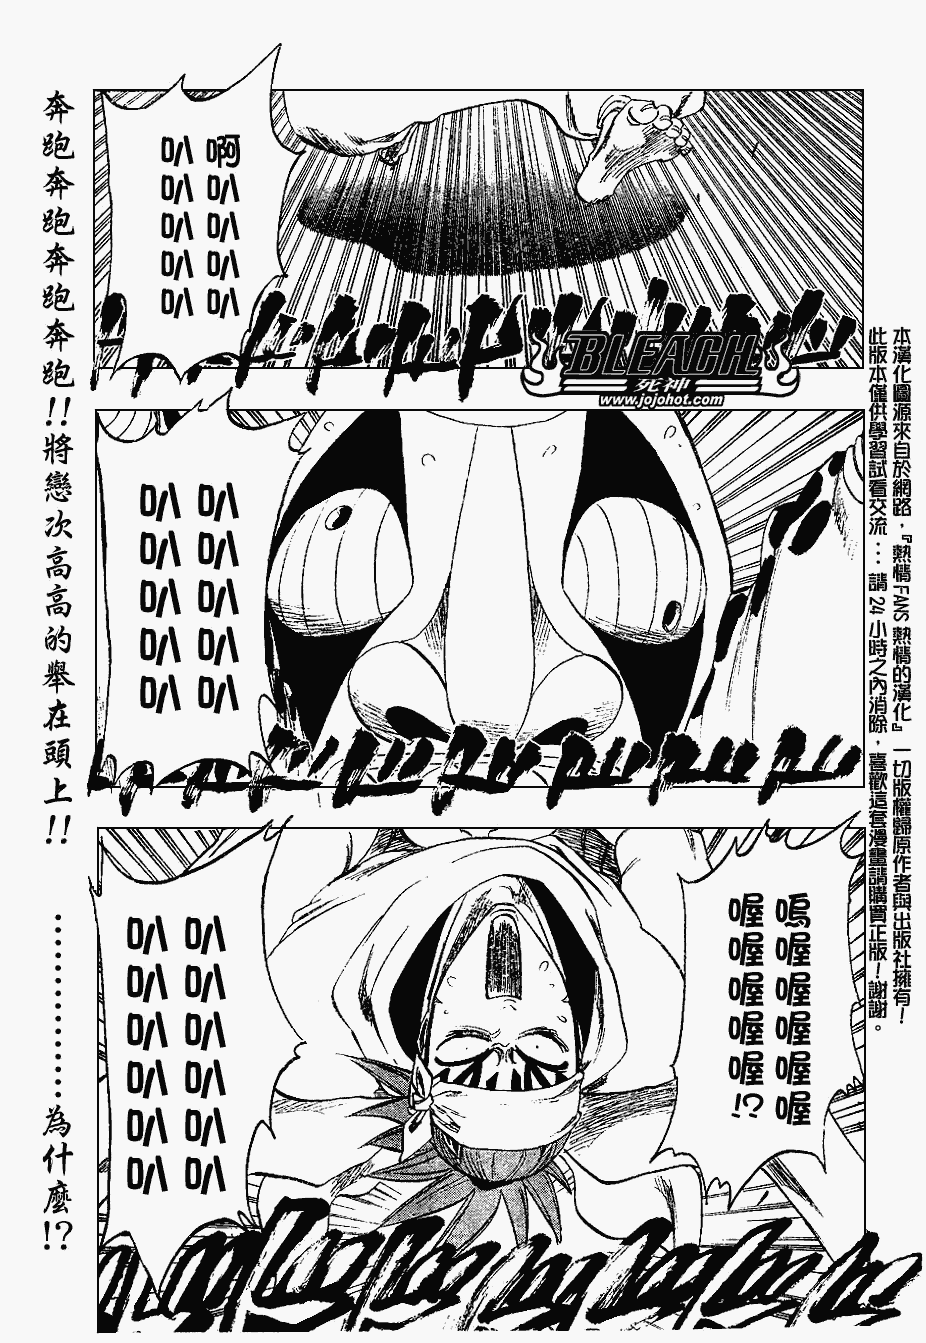 本漢化圖源來自於網路，『熱情FANS熱情的漢化』一切版權歸原作者與出版社擁有！
此版本僅供學習試看交流…請24小時之內消除，喜歡這套漫畫請購買正版！謝謝。
啊叭叭叭叭
叭叭叭叭叭
BLEACH
死神
www.jojohot.com
叭叭叭叭叭
叭叭叭叭叭
嗚喔喔喔喔喔
喔喔喔喔喔!?
叭叭叭叭叭叭
叭叭叭叭叭叭
奔跑奔跑奔跑奔跑!!將戀次高高的舉在頭上!! ……………為什麼!?